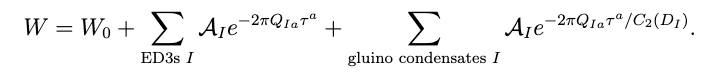 $W = W_0 + \sum_{\text{ED3s } I} \mathcal{A}_I e^{-2\pi Q_{Ia}\tau^a} + \sum_{\text{gluino condensates } I} \mathcal{A}_I e^{-2\pi Q_{Ia}\tau^a/C_2(D_I)}.$